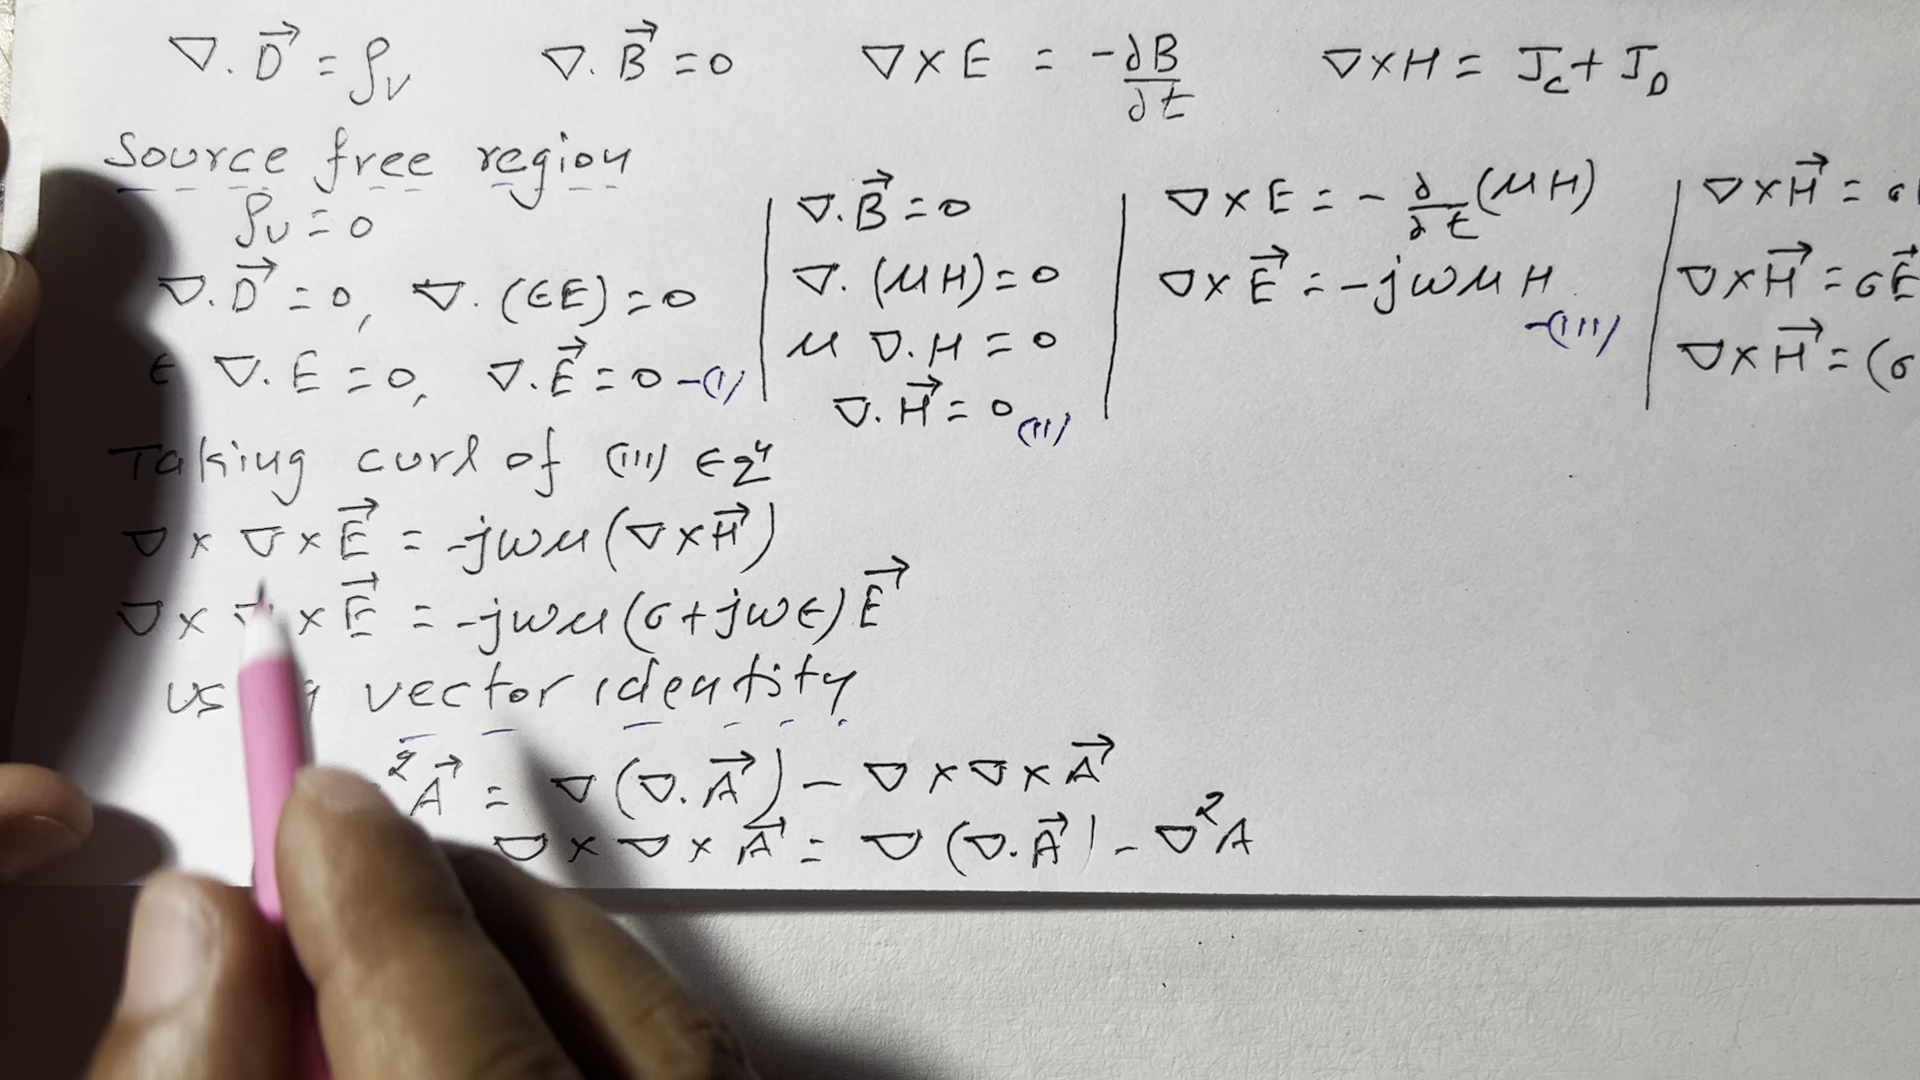 ∇.D⃗ = ρv    ∇.B⃗ = 0    ∇×E = -∂B/∂t    ∇×H = Jc + JD
Source free region
ρv = 0
∇.D⃗ = 0, ∇.(ϵE) = 0
ϵ ∇.E = 0, ∇.E⃗ = 0 -(I)
∇.B⃗ = 0
∇.(μH) = 0
μ ∇.H = 0
∇.H⃗ = 0 (II)
∇×E = - ∂/∂t (μH)
∇×E⃗ = -jωμH
-(III)
∇×H⃗ =
∇×H⃗ = σE⃗
∇×H⃗ = (σ
Taking curl of (III) Eqn
∇×∇×E⃗ = -jωμ(∇×H⃗)
∇×∇×E⃗ = -jωμ(σ+jωϵ)E⃗
vector identity
²A⃗ = ∇(∇.A⃗) - ∇×∇×A⃗
∇×∇×A⃗ = ∇(∇.A⃗) - ∇²A